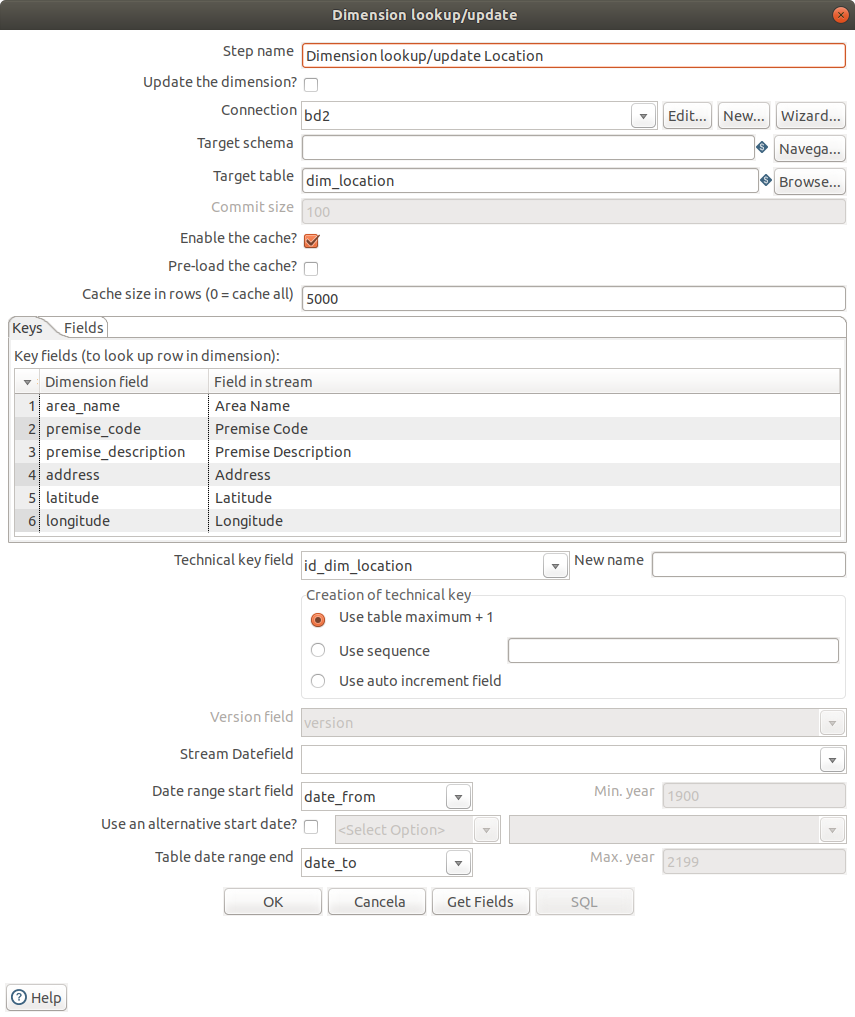 Dimension lookup/update
Step name Dimension lookup/update Location
Update the dimension?
Connection bd2 Edit... New... Wizard...
Target schema Navega...
Target table dim_location Browse...
Commit size 100
Enable the cache?
Pre-load the cache?
Cache size in rows (0 = cache all) 5000
Keys Fields
Key fields (to look up row in dimension):
Dimension field Field in stream
1 area_name Area Name
2 premise_code Premise Code
3 premise_description Premise Description
4 address Address
5 latitude Latitude
6 longitude Longitude
Technical key field id_dim_location New name
Creation of technical key
Use table maximum + 1
Use sequence
Use auto increment field
Version field version
Stream Datefield
Date range start field date_from Min. year 1900
Use an alternative start date? <Select Option>
Table date range end date_to Max. year 2199
OK Cancela Get Fields SQL
Help